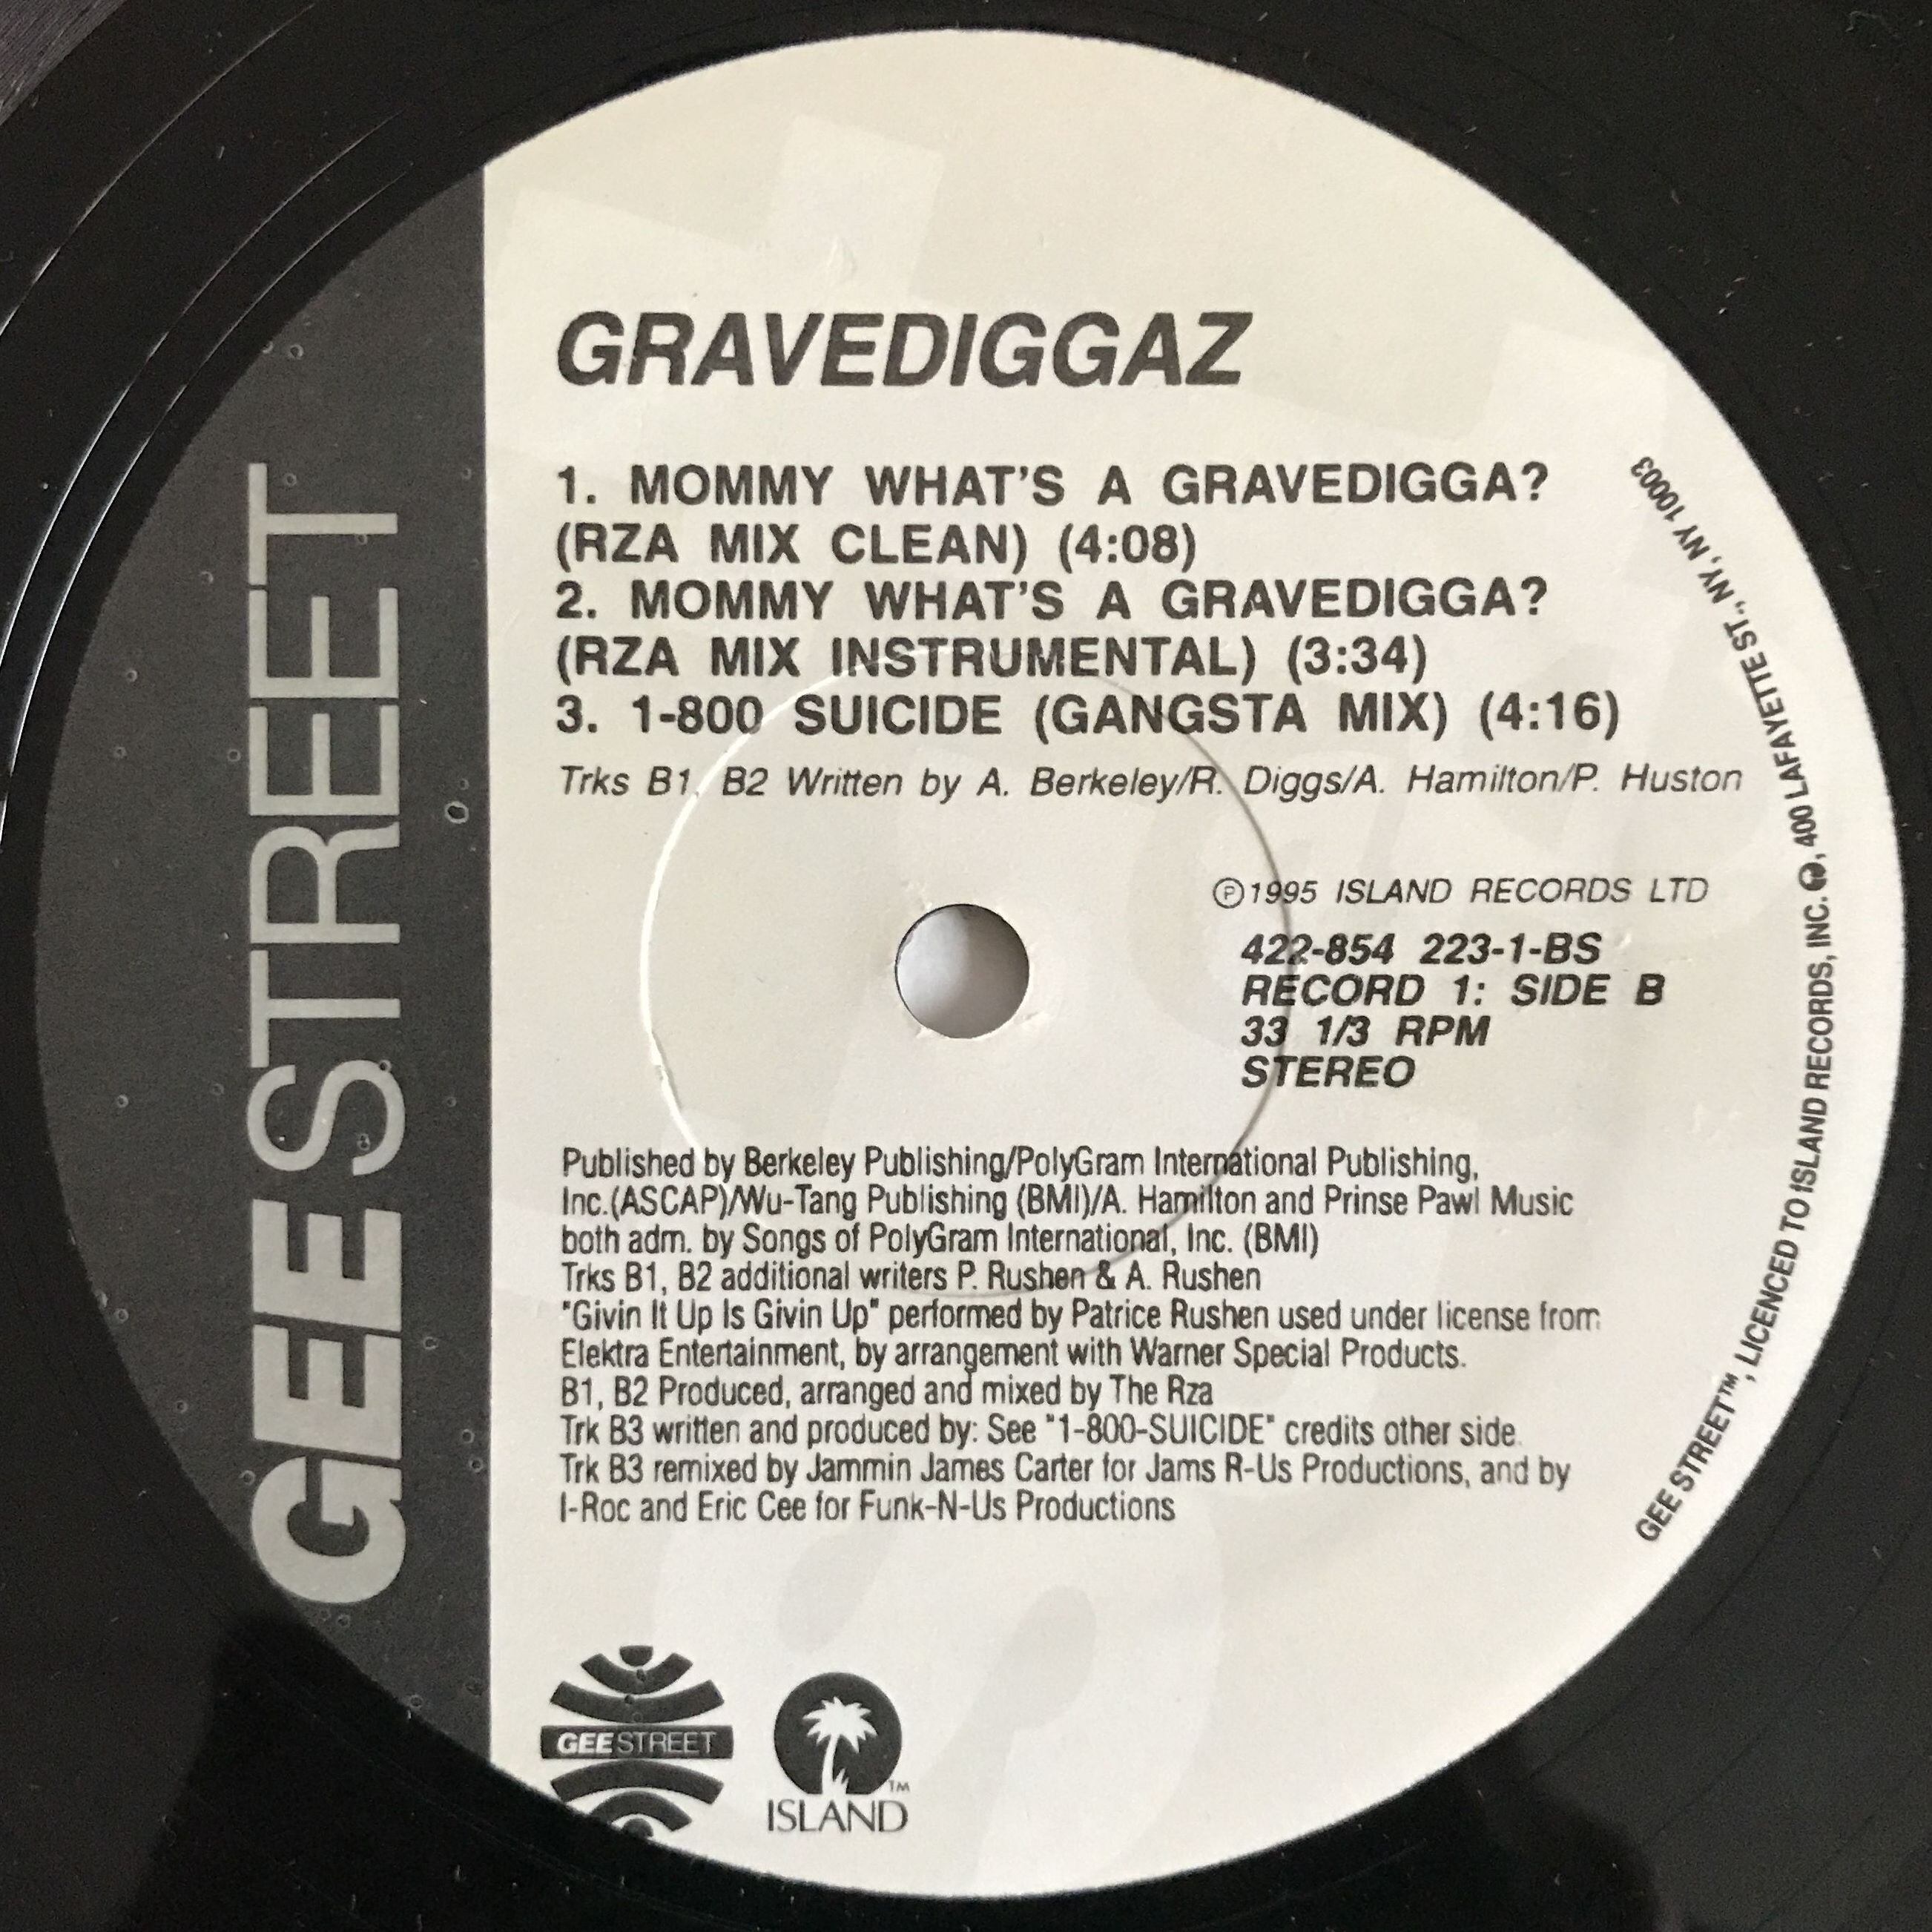 GEE STREET
GRAVEDIGGAZ
1. MOMMY WHAT'S A GRAVEDIGGA?
(RZA MIX CLEAN) (4:08)
2. MOMMY WHAT'S A GRAVEDIGGA?
(RZA MIX INSTRUMENTAL) (3:34)
3. 1-800 SUICIDE (GANGSTA MIX) (4:16)
Trks B1, B2 Written by A. Berkeley/R. Diggs/A. Hamilton/P. Huston
℗1995 ISLAND RECORDS LTD
422-854 223-1-BS
RECORD 1: SIDE B
33 1/3 RPM
STEREO
Published by Berkeley Publishing/PolyGram International Publishing,
Inc.(ASCAP)/Wu-Tang Publishing (BMI)/A. Hamilton and Prinse Pawl Music
both adm. by Songs of PolyGram International, Inc. (BMI)
Trks B1, B2 additional writers P. Rushen & A. Rushen
"Givin It Up Is Givin Up" performed by Patrice Rushen used under license from
Elektra Entertainment, by arrangement with Warner Special Products.
B1, B2 Produced, arranged and mixed by The Rza
Trk B3 written and produced by: See "1-800-SUICIDE" credits other side.
Trk B3 remixed by Jammin James Carter for Jams R-Us Productions, and by
I-Roc and Eric Cee for Funk-N-Us Productions
GEE STREET
ISLAND™
GEE STREET™, LICENCED TO ISLAND RECORDS, INC. , 400 LAFAYETTE ST., NY, NY 10003